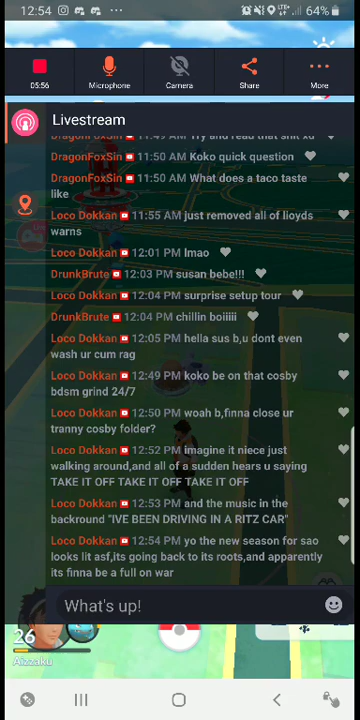 12:54
LTE+
64%
05:56
Microphone
Camera
Share
More
Livestream
DragonFoxSin 11:49 AM Try and read that shit xd
DragonFoxSin 11:50 AM Koko quick question
DragonFoxSin 11:50 AM What does a taco taste
like
Loco Dokkan 11:55 AM just removed all of lloyds
warns
Loco Dokkan 12:01 PM lmao
DrunkBrute 12:03 PM susan bebe!!!
Loco Dokkan 12:04 PM surprise setup tour
DrunkBrute 12:04 PM chillin boiiiii
Loco Dokkan 12:05 PM hella sus b,u dont even
wash ur cum rag
Loco Dokkan 12:49 PM koko be on that cosby
bdsm grind 24/7
Loco Dokkan 12:50 PM woah b,finna close ur
tranny cosby folder?
Loco Dokkan 12:52 PM imagine it niece just
walking around,and all of a sudden hears u saying
TAKE IT OFF TAKE IT OFF TAKE IT OFF
Loco Dokkan 12:53 PM and the music in the
backround "IVE BEEN DRIVING IN A RITZ CAR"
Loco Dokkan 12:54 PM yo the new season for sao
looks lit asf,its going back to its roots,and apparently
its finna be a full on war
What's up!
26
Aizzaku